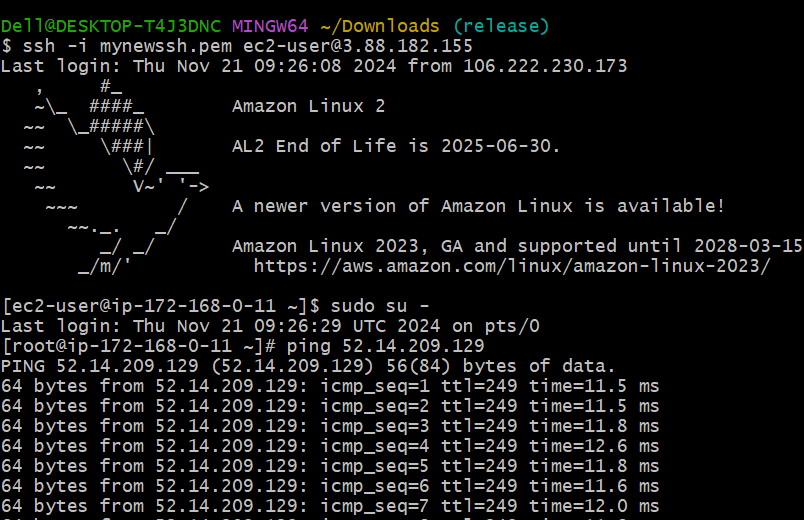 Dell@DESKTOP-T4J3DNC MINGW64 ~/Downloads (release)
$ ssh -i mynewssh.pem ec2-user@3.88.182.155
Last login: Thu Nov 21 09:26:08 2024 from 106.222.230.173
   ,     #_
   ~\_  ####_        Amazon Linux 2
  ~~  \_#####\
  ~~     \###|       AL2 End of Life is 2025-06-30.
  ~~       \#/ ___
   ~~       V~' '->
    ~~~         /    A newer version of Amazon Linux is available!
      ~~._.   _/
         _/ _/       Amazon Linux 2023, GA and supported until 2028-03-15
       _/m/'           https://aws.amazon.com/linux/amazon-linux-2023/
[ec2-user@ip-172-168-0-11 ~]$ sudo su -
Last login: Thu Nov 21 09:26:29 UTC 2024 on pts/0
[root@ip-172-168-0-11 ~]# ping 52.14.209.129
PING 52.14.209.129 (52.14.209.129) 56(84) bytes of data.
64 bytes from 52.14.209.129: icmp_seq=1 ttl=249 time=11.5 ms
64 bytes from 52.14.209.129: icmp_seq=2 ttl=249 time=11.5 ms
64 bytes from 52.14.209.129: icmp_seq=3 ttl=249 time=11.8 ms
64 bytes from 52.14.209.129: icmp_seq=4 ttl=249 time=12.6 ms
64 bytes from 52.14.209.129: icmp_seq=5 ttl=249 time=11.8 ms
64 bytes from 52.14.209.129: icmp_seq=6 ttl=249 time=11.6 ms
64 bytes from 52.14.209.129: icmp_seq=7 ttl=249 time=12.0 ms